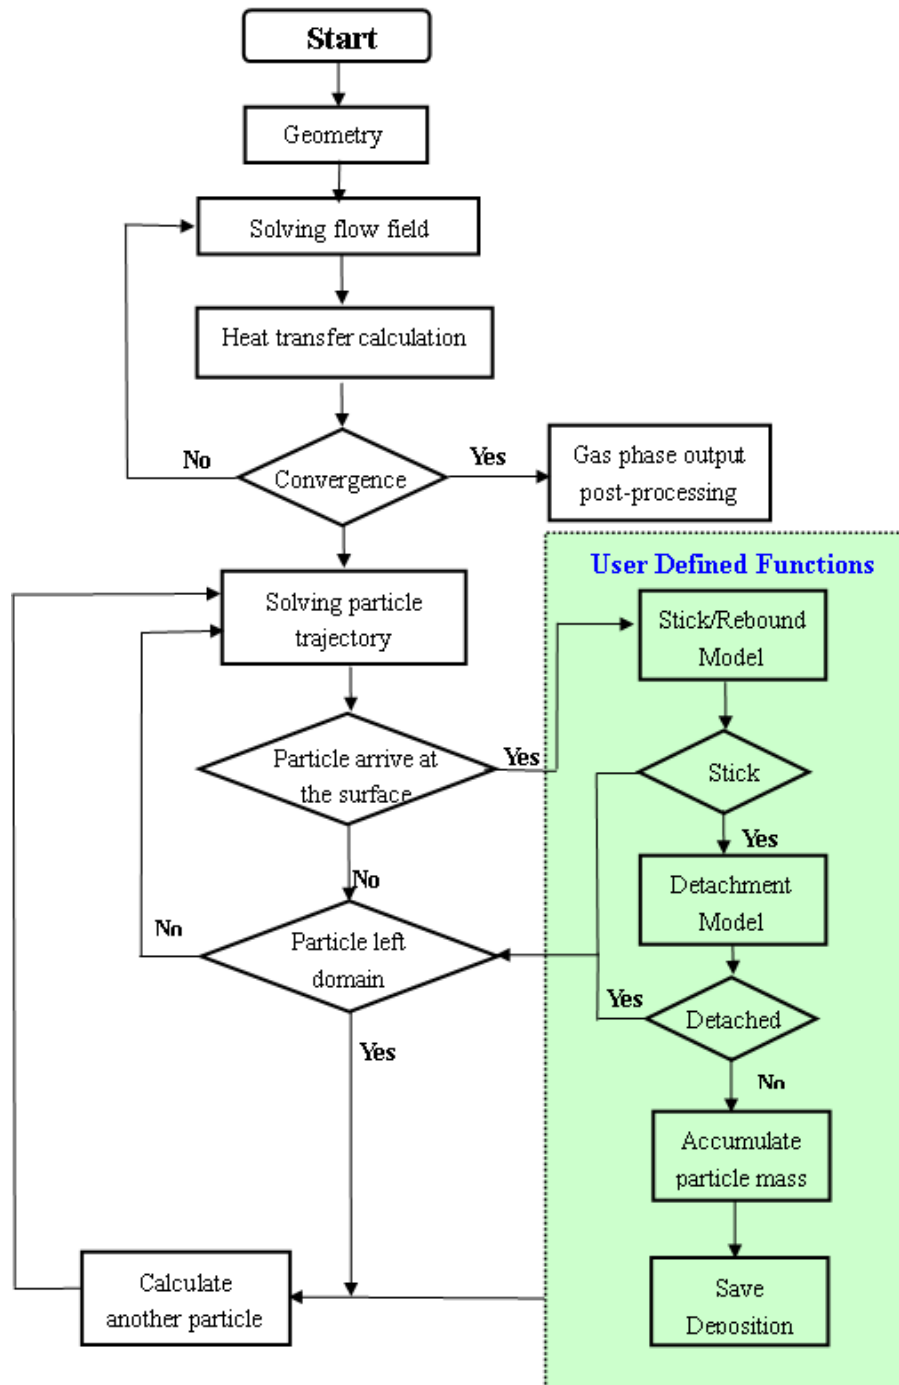 Start
Geometry
Solving flow field
Heat transfer calculation
No
Convergence
Yes
Gas phase output
post-processing
User Defined Functions
Solving particle
trajectory
Stick/Rebound
Model
Particle arrive at
the surface
Yes
Stick
Yes
No
Detachment
Model
No
Particle left
domain
Yes
Detached
Yes
No
Accumulate
particle mass
Calculate
another particle
Save
Deposition